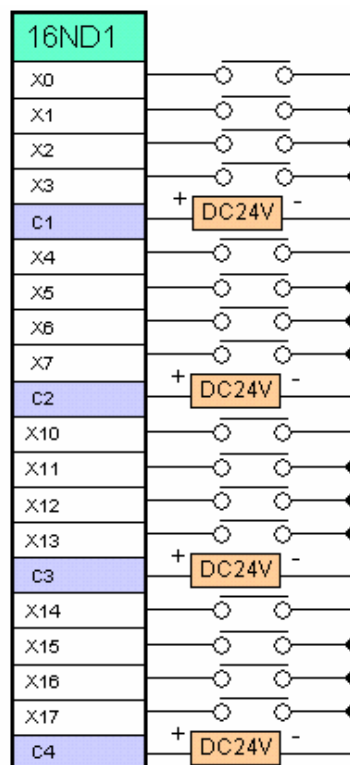 16ND1
X0
X1
X2
X3
+ DC24V -
C1
X4
X5
X6
X7
+ DC24V -
C2
X10
X11
X12
X13
+ DC24V -
C3
X14
X15
X16
X17
+ DC24V -
C4